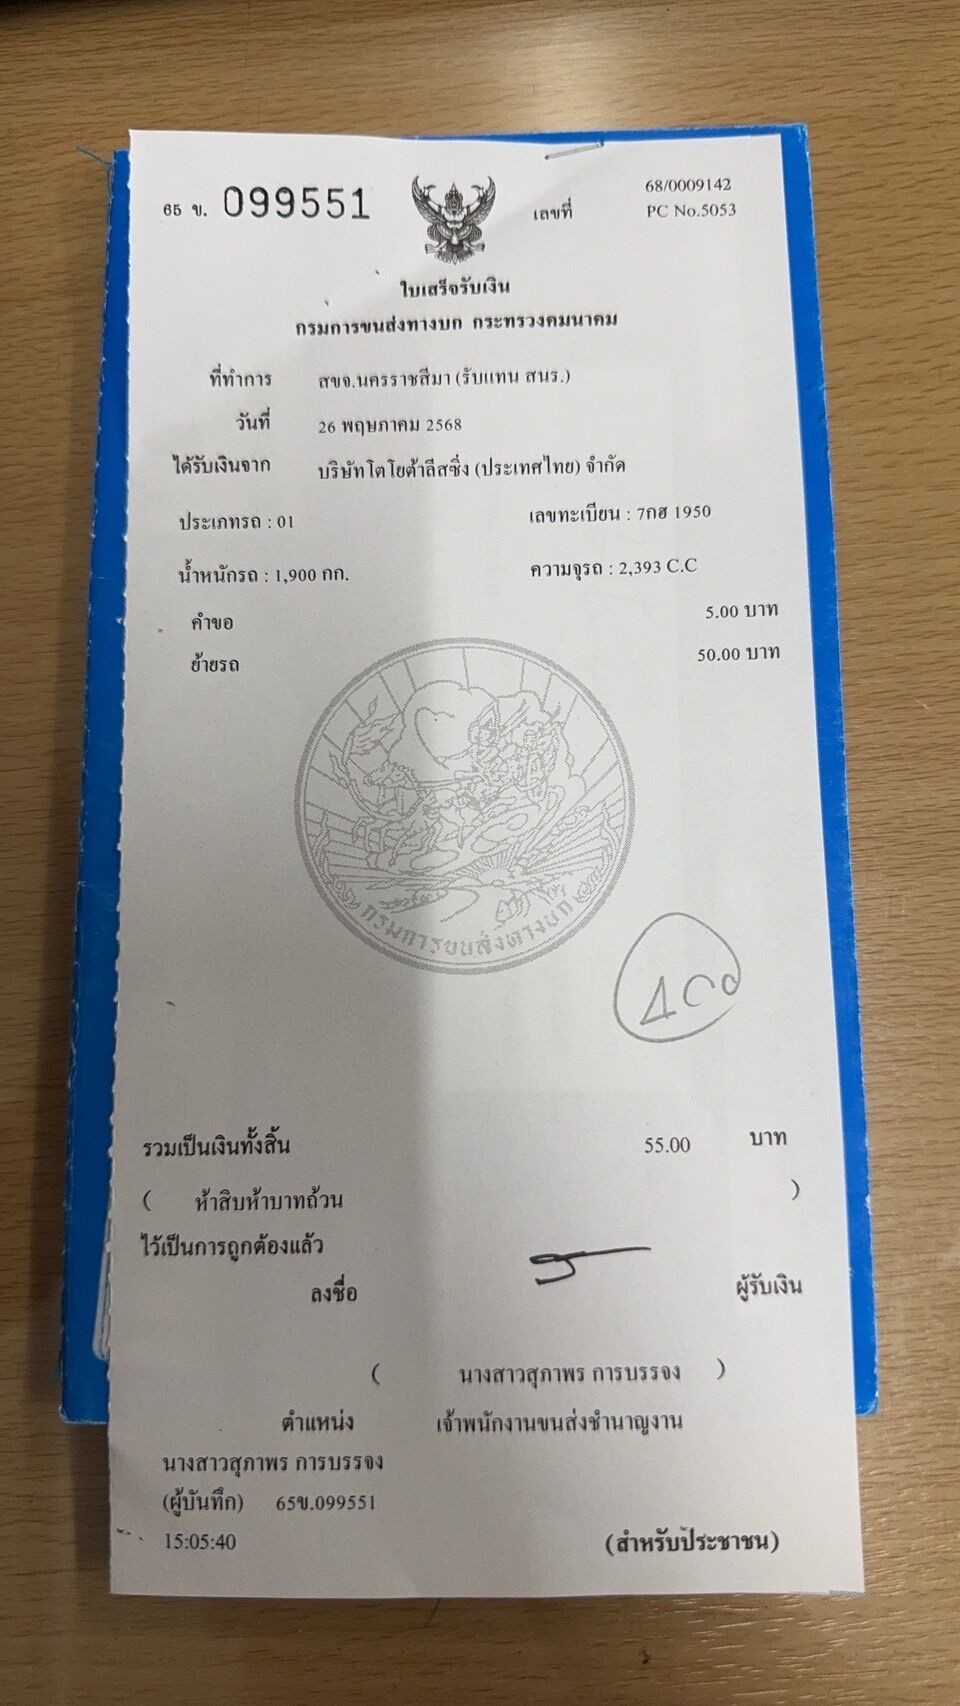 65 ข. 099551
เลขที่ 68/0009142
PC No.5053
ใบเสร็จรับเงิน
กรมการขนส่งทางบก กระทรวงคมนาคม
ที่ทำการ สขจ.นครราชสีมา (รับแทน สนร.)
วันที่ 26 พฤษภาคม 2568
ได้รับเงินจาก บริษัทโตโยต้าลีสซิ่ง (ประเทศไทย) จำกัด
ประเภทรถ : 01 เลขทะเบียน : 7กฮ 1950
น้ำหนักรถ : 1,900 กก. ความจุรถ : 2,393 C.C
คำขอ 5.00 บาท
ย้ายรถ 50.00 บาท
กรมการขนส่งทางบก
รวมเป็นเงินทั้งสิ้น 55.00 บาท
( ห้าสิบห้าบาทถ้วน )
ไว้เป็นการถูกต้องแล้ว
ลงชื่อ ผู้รับเงิน
( นางสาวสุภาพร การบรรจง )
ตำแหน่ง เจ้าพนักงานขนส่งชำนาญงาน
นางสาวสุภาพร การบรรจง
(ผู้บันทึก) 65ข.099551
15:05:40 (สำหรับประชาชน)